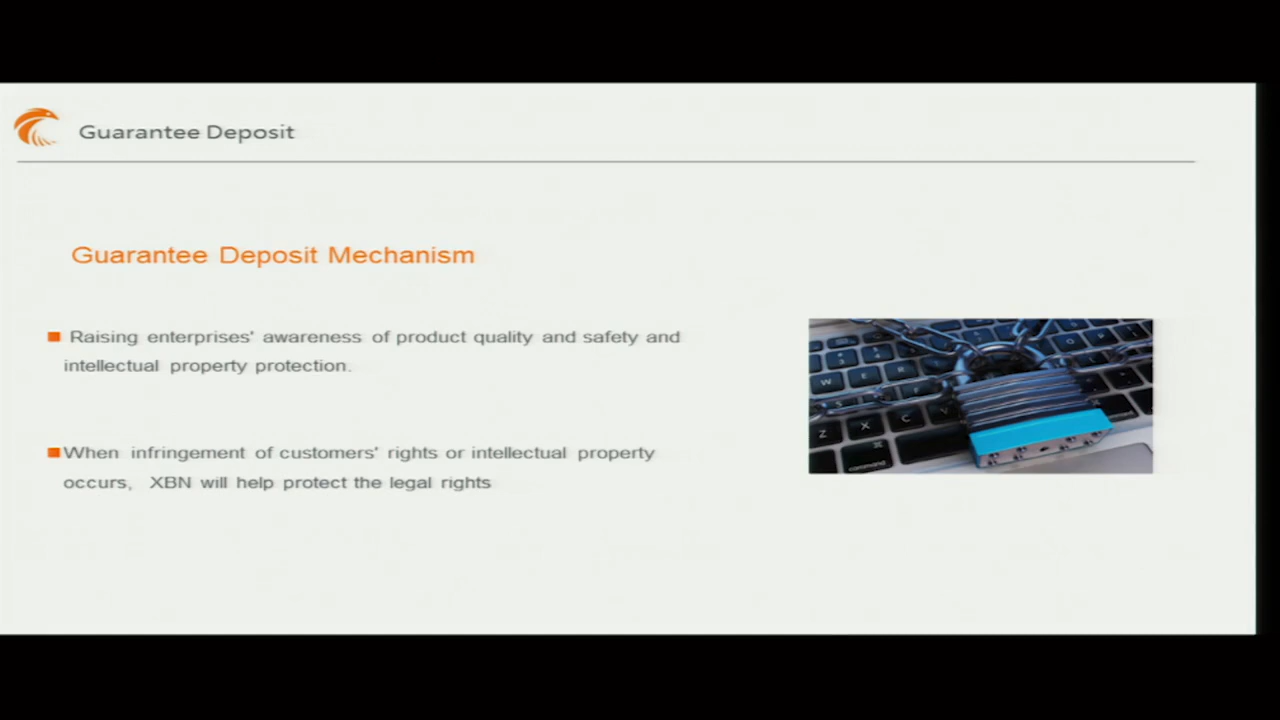 Guarantee Deposit
Guarantee Deposit Mechanism
Raising enterprises' awareness of product quality and safety and
intellectual property protection.
When infringement of customers' rights or intellectual property
occurs, XBN will help protect the legal rights
W E R
Z X C V
command